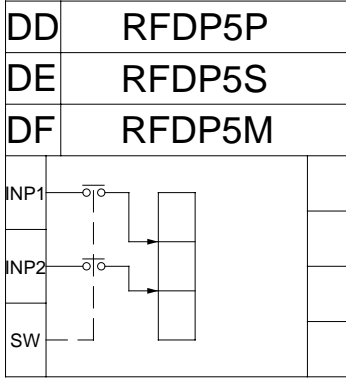 DD RFDP5P
DE RFDP5S
DF RFDP5M
INP1
INP2
SW